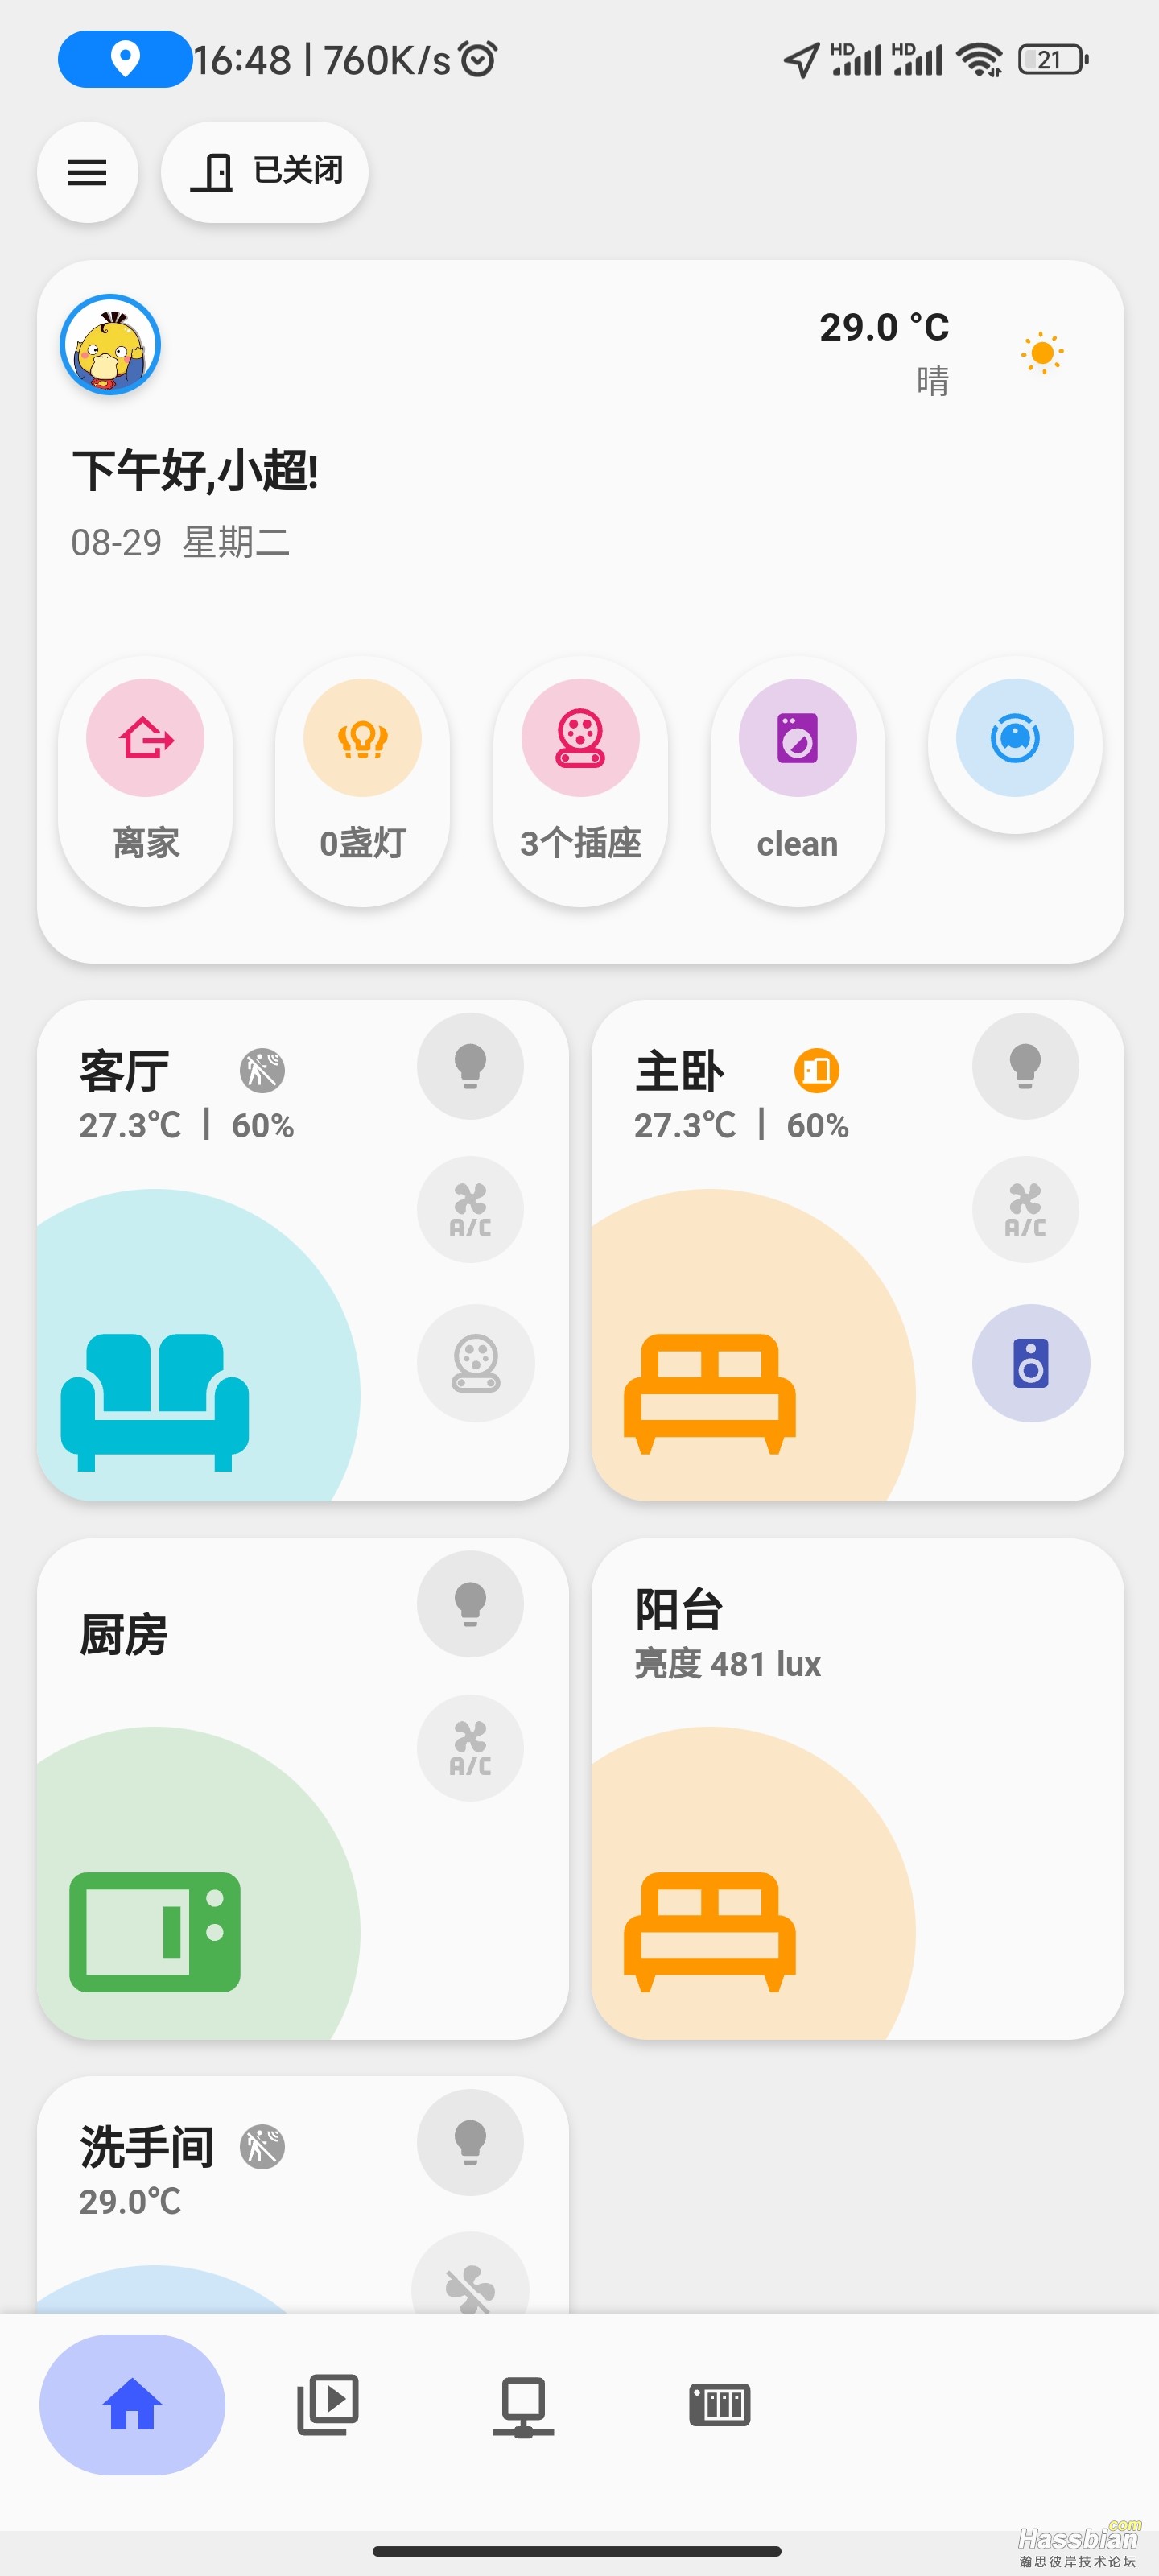 16:48 | 760K/s
HD HD 21
已关闭
29.0 °C
晴
下午好,小超!
08-29 星期二
离家 0盏灯 3个插座 clean
客厅
27.3℃ | 60%
A/C
主卧
27.3℃ | 60%
A/C
厨房
A/C
阳台
亮度 481 lux
洗手间
29.0℃
Hassbian.com
瀚思彼岸技术论坛